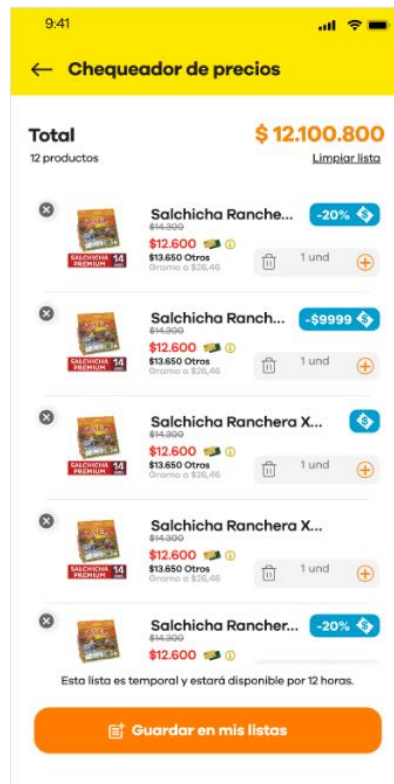 9:41
Chequeador de precios
Total
$ 12.100.800
12 productos
Limpiar lista
Salchicha Ranche...
-20%
$14.300
$12.600
$13.650 Otros
Gramo a $26,46
1 und
SALCHICHA PREMIUM 14
Salchicha Ranch...
-$9999
$14.300
$12.600
$13.650 Otros
Gramo a $26,46
1 und
SALCHICHA PREMIUM 14
Salchicha Ranchera X...
$14.300
$12.600
$13.650 Otros
Gramo a $26,46
1 und
SALCHICHA PREMIUM 14
Salchicha Ranchera X...
$14.300
$12.600
$13.650 Otros
Gramo a $26,46
1 und
SALCHICHA PREMIUM 14
Salchicha Rancher...
-20%
$14.300
$12.600
Esta lista es temporal y estará disponible por 12 horas.
Guardar en mis listas